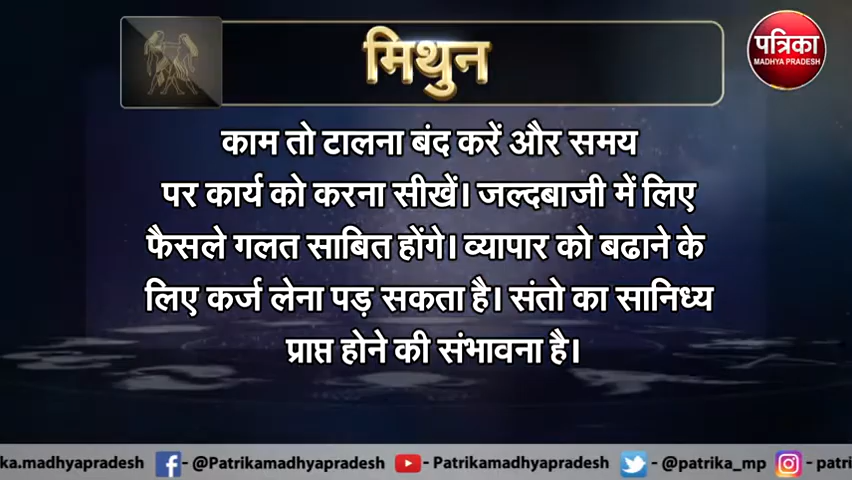 मिथुन
पत्रिका
MADHYA PRADESH
काम तो टालना बंद करें और समय
पर कार्य को करना सीखें। जल्दबाजी में लिए
फैसले गलत साबित होंगे। व्यापार को बढाने के
लिए कर्ज लेना पड़ सकता है। संतो का सानिध्य
प्राप्त होने की संभावना है।
ka.madhyapradesh - @Patrikamadhyapradesh - Patrikamadhyapradesh - @patrika_mp - patri